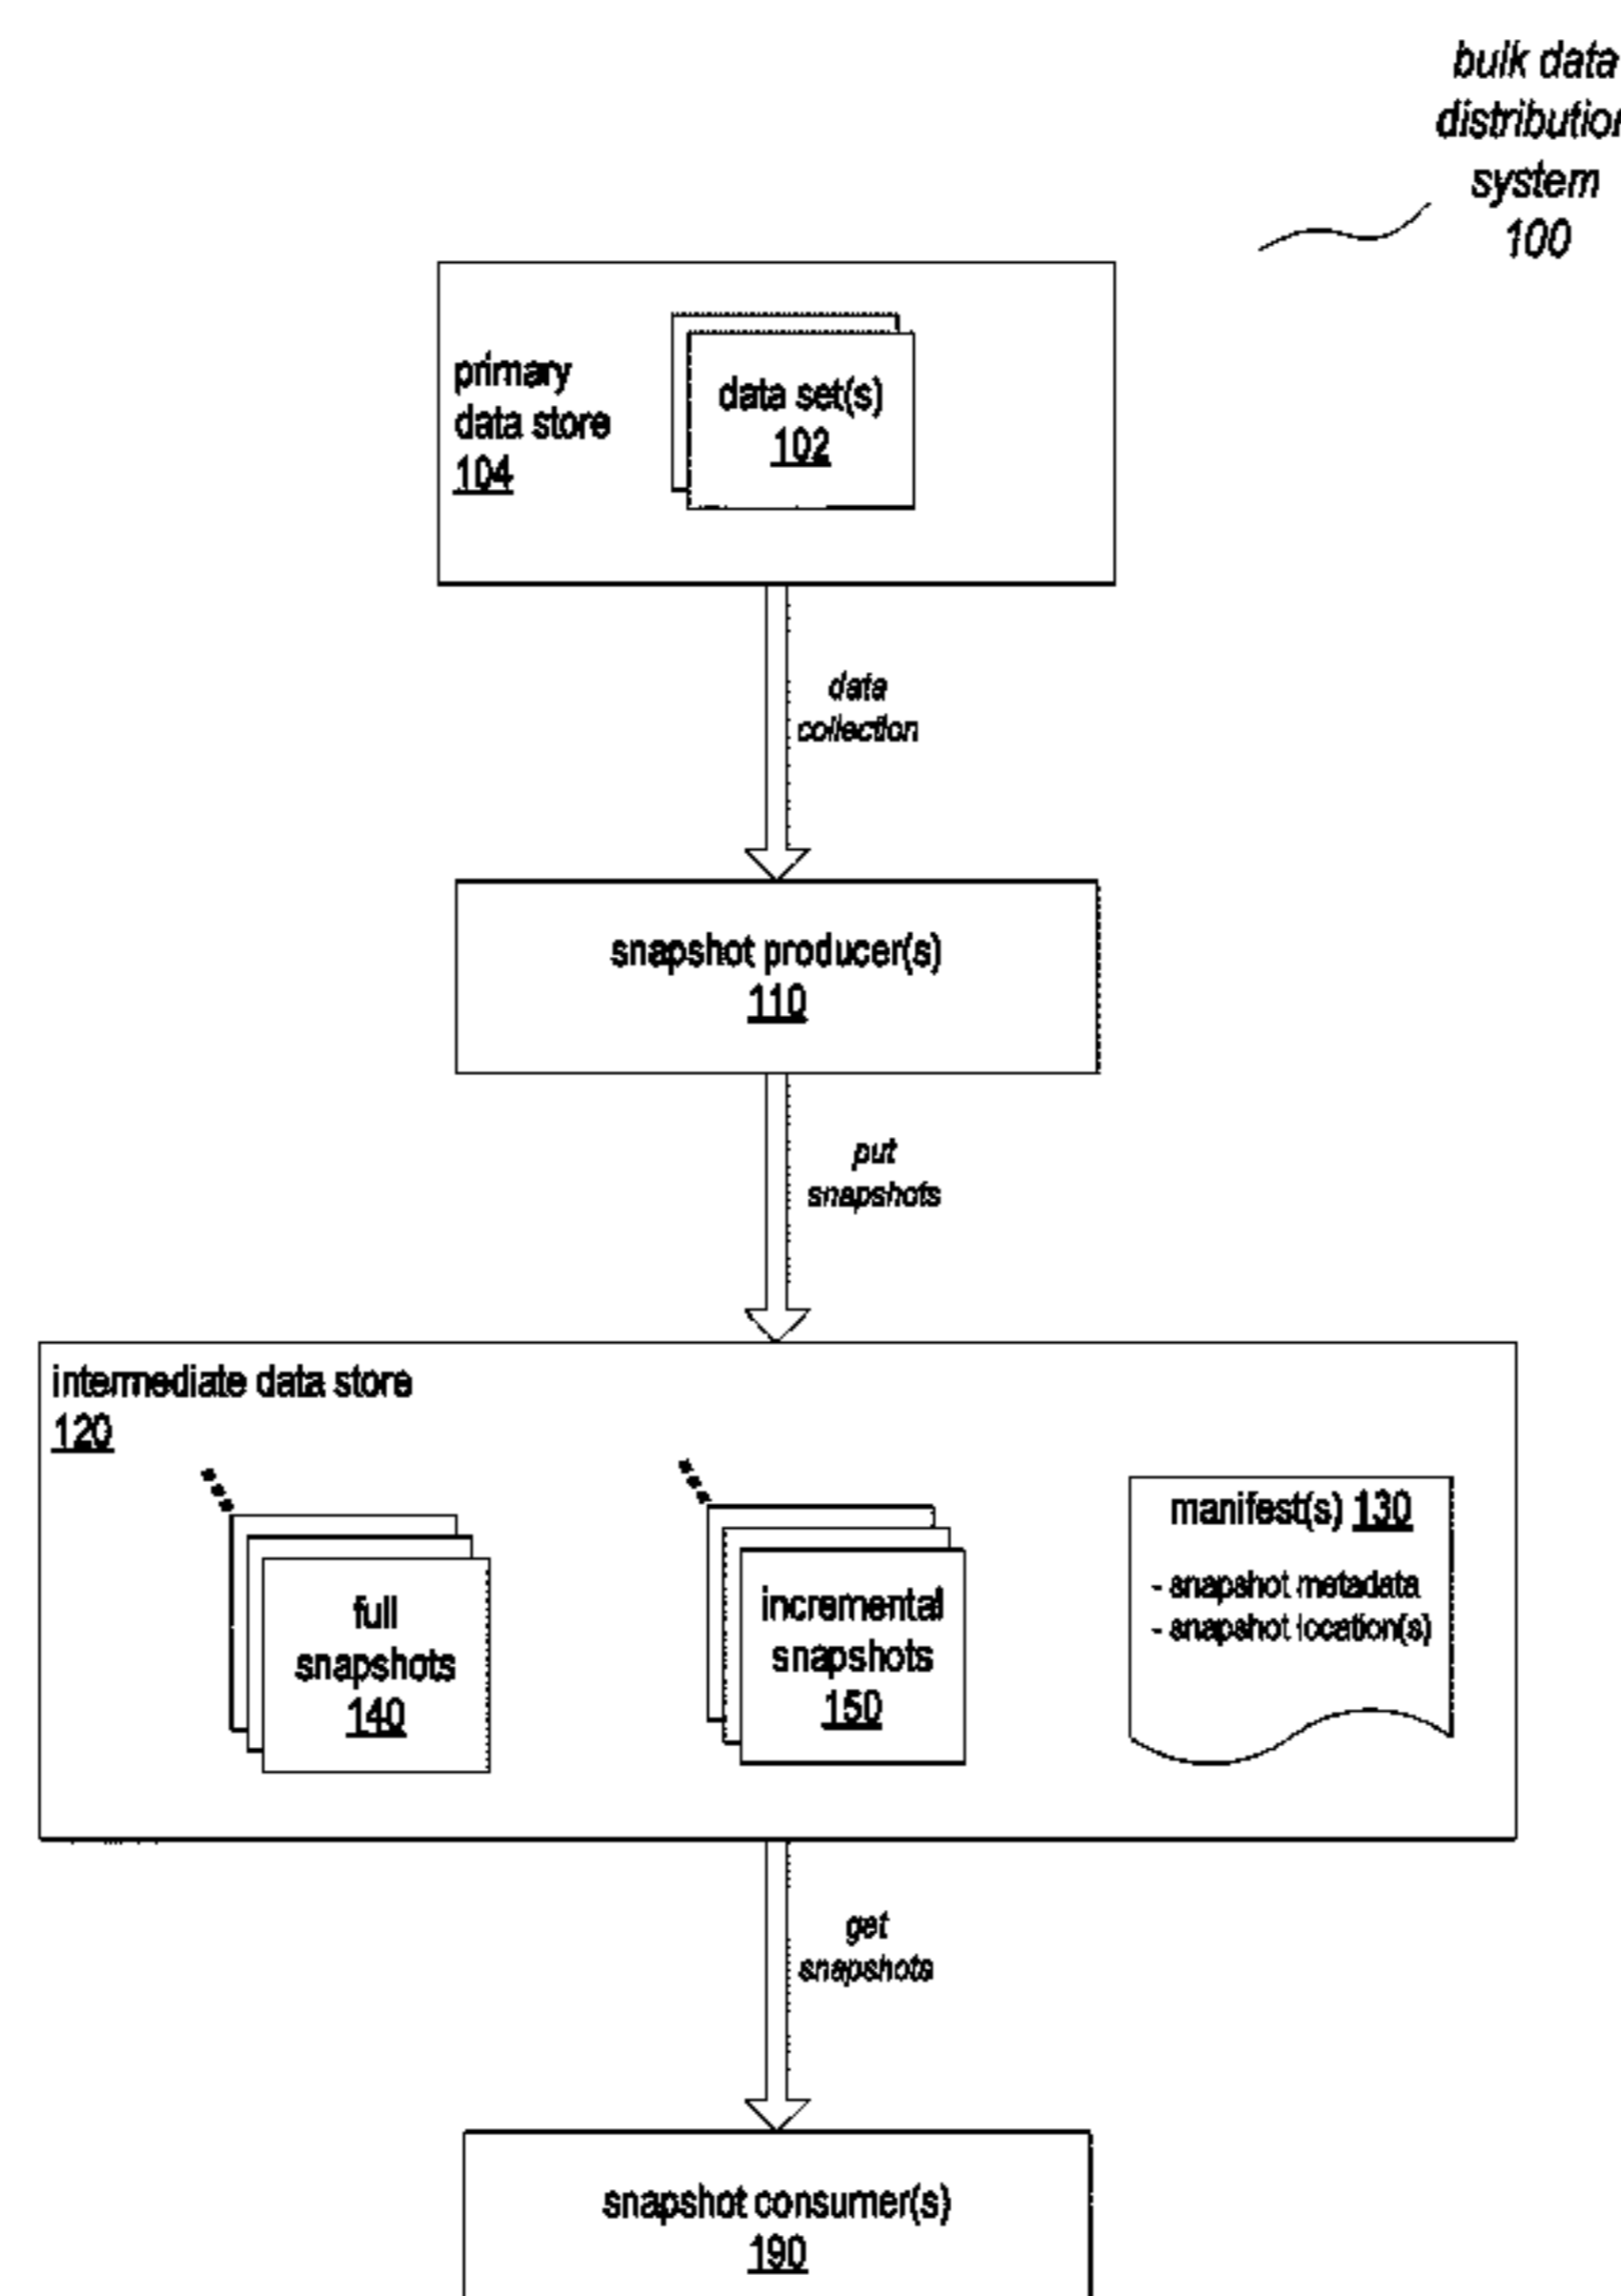 bulk data
distribution
system
100
primary
data store
104
data set(s)
102
data
collection
snapshot producer(s)
110
put
snapshots
intermediate data store
120
full
snapshots
140
incremental
snapshots
150
manifest(s) 130
- snapshot metadata
- snapshot location(s)
get
snapshots
snapshot consumer(s)
190